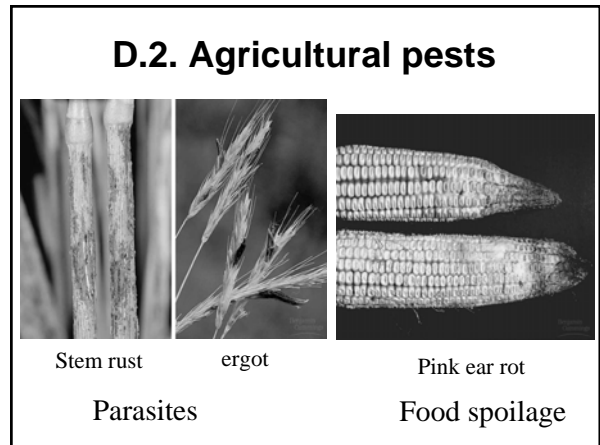 D.2. Agricultural pests
Stem rust
ergot
Pink ear rot
Parasites
Food spoilage